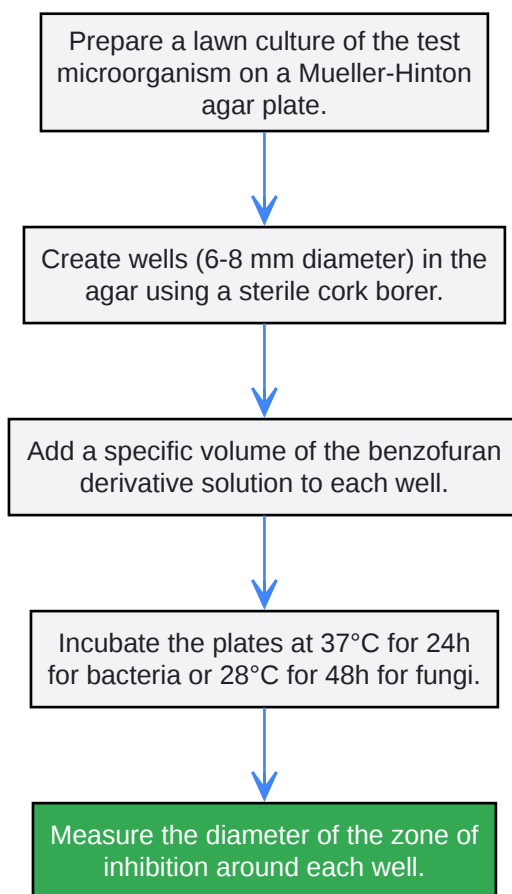 Prepare a lawn culture of the test
microorganism on a Mueller-Hinton
agar plate.
Create wells (6-8 mm diameter) in the
agar using a sterile cork borer.
Add a specific volume of the benzofuran
derivative solution to each well.
Incubate the plates at 37°C for 24h
for bacteria or 28°C for 48h for fungi.
Measure the diameter of the zone of
inhibition around each well.